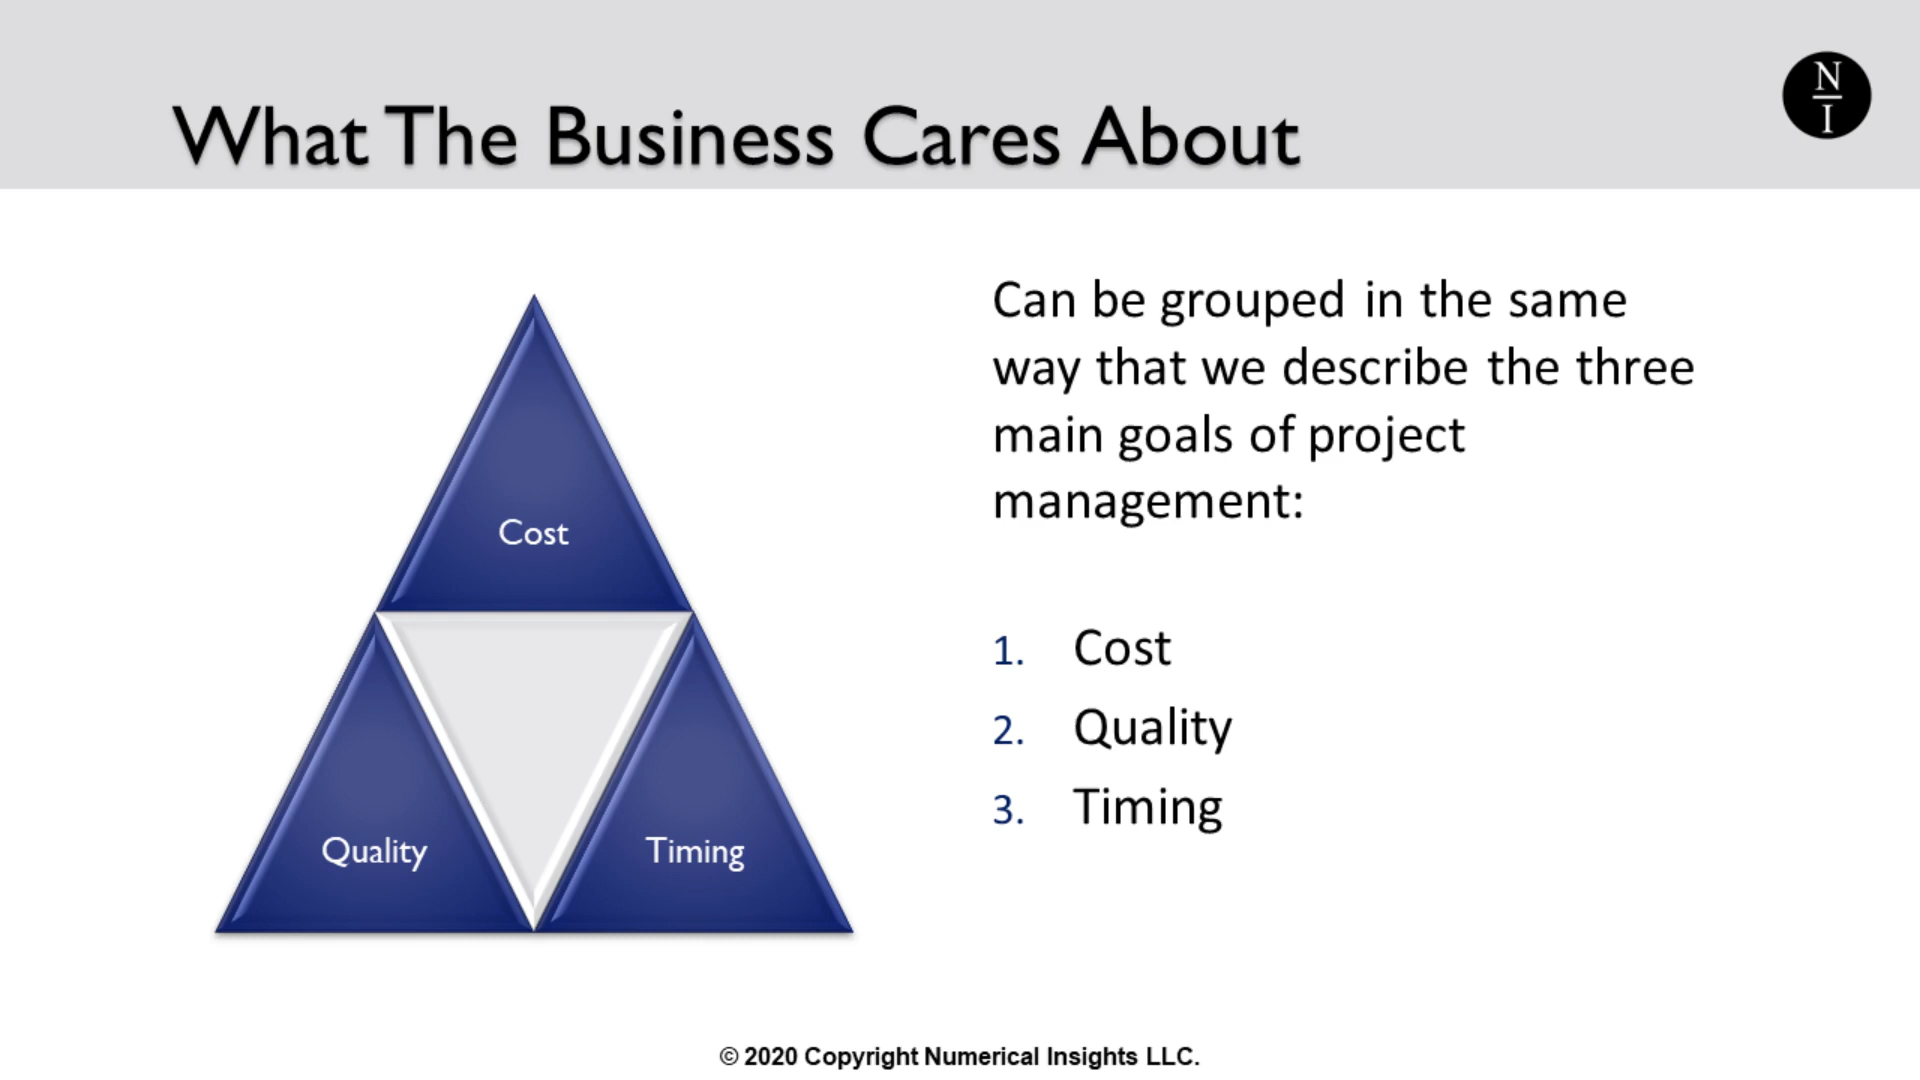 What The Business Cares About
N
I
Cost
Quality
Timing
Can be grouped in the same
way that we describe the three
main goals of project
management:
1. Cost
2. Quality
3. Timing
© 2020 Copyright Numerical Insights LLC.